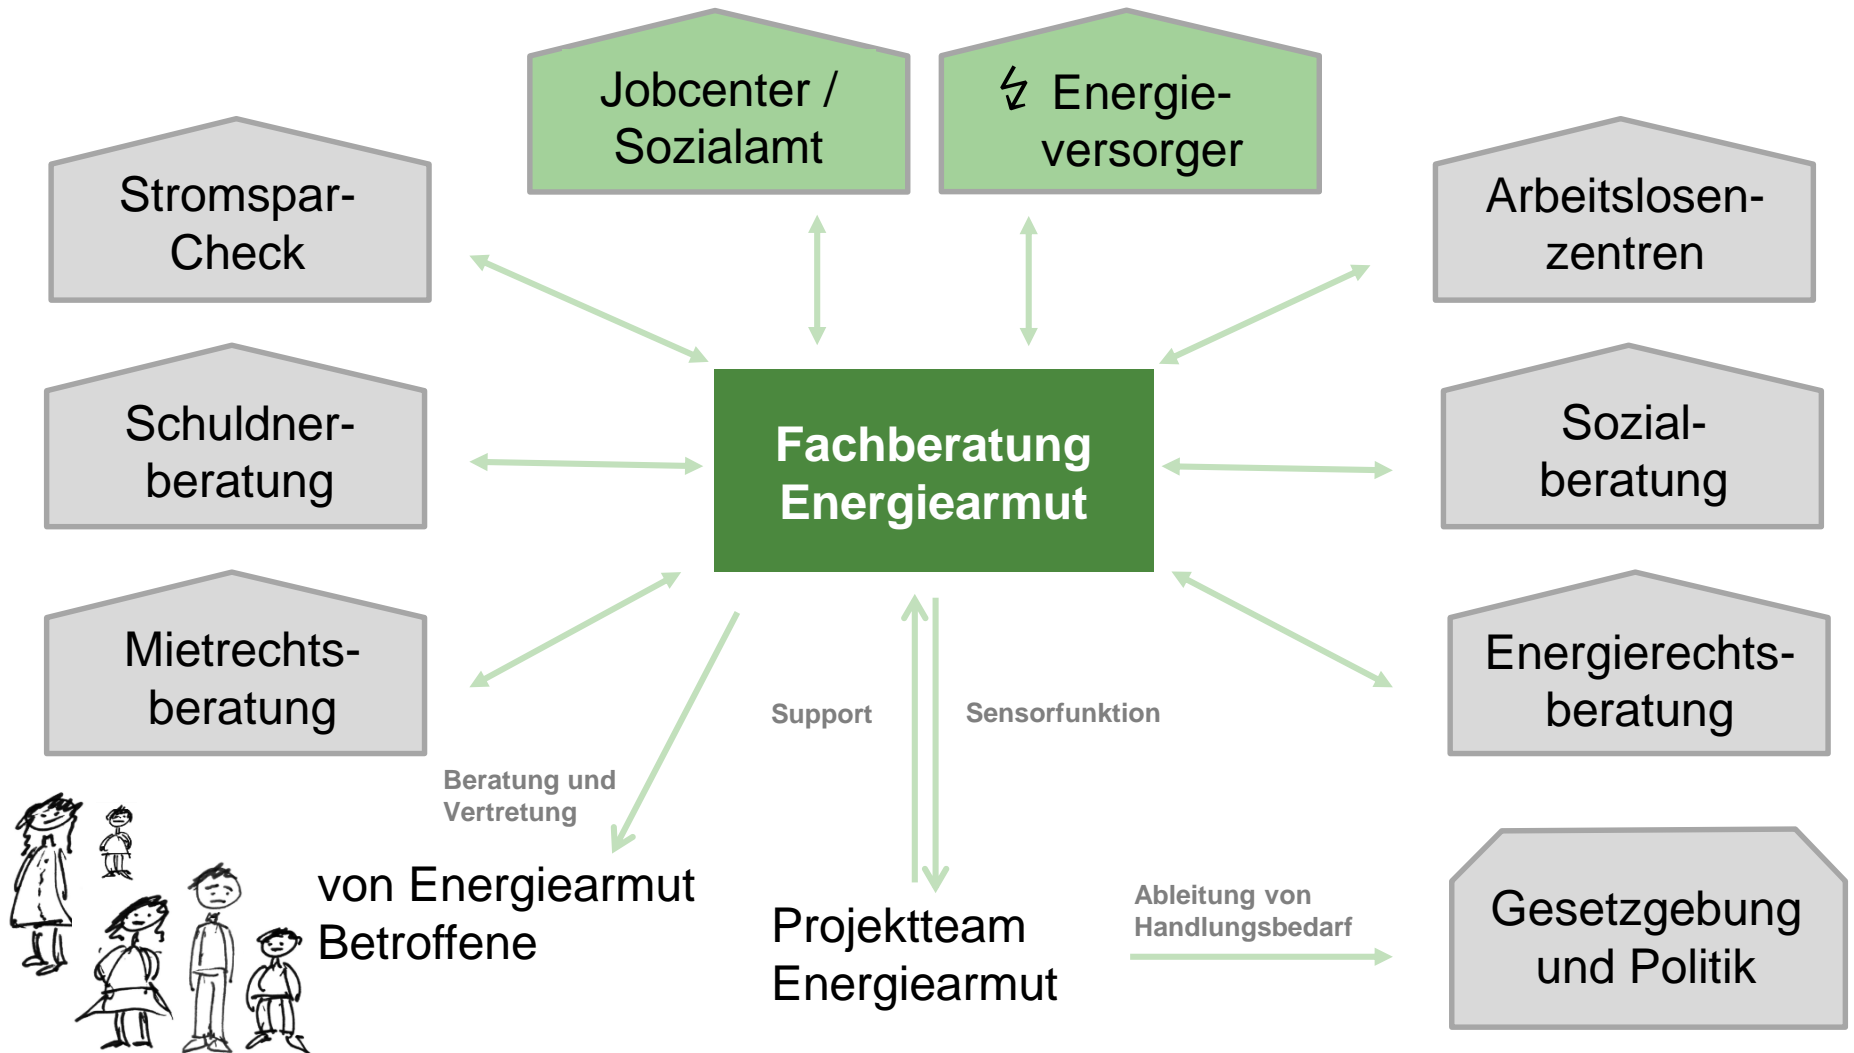 Jobcenter /
Sozialamt
Energie-
versorger
Stromspar-
Check
Arbeitslosen-
zentren
Schuldner-
beratung
Fachberatung
Energiearmut
Sozial-
beratung
Mietrechts-
beratung
Energierechts-
beratung
Support
Sensorfunktion
Beratung und
Vertretung
von Energiearmut
Betroffene
Projektteam
Energiearmut
Ableitung von
Handlungsbedarf
Gesetzgebung
und Politik